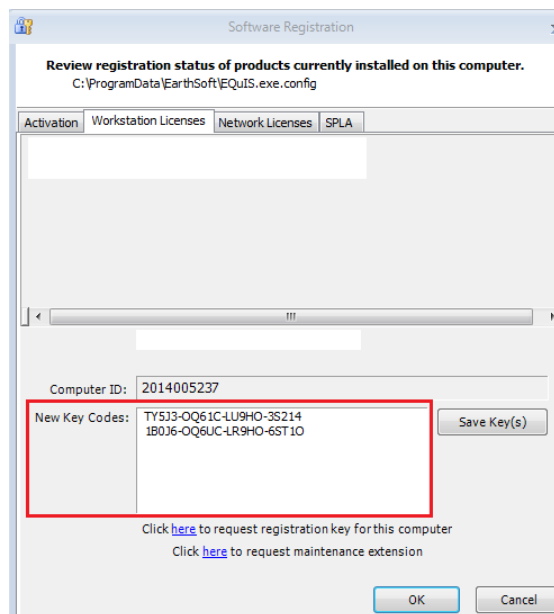 Software Registration
Review registration status of products currently installed on this computer.
C:\ProgramData\EarthSoft\EQuIS.exe.config
Activation Workstation Licenses Network Licenses SPLA
Computer ID: 2014005237
New Key Codes: TY5J3-OQ61C-LU9HO-3S214
1B0J6-OQ6UC-LR9HO-6ST1O
Save Key(s)
Click here to request registration key for this computer
Click here to request maintenance extension
OK Cancel